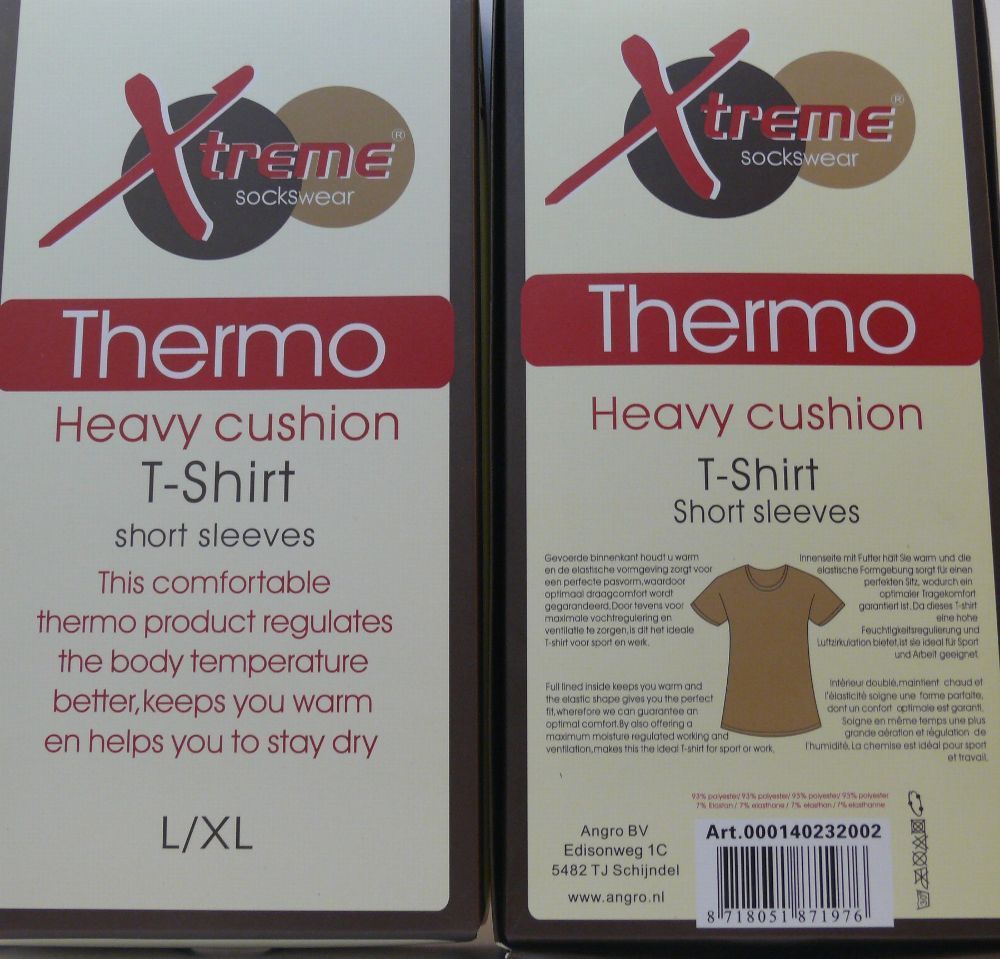 Xtreme®
sockswear
Thermo
Heavy cushion
T-Shirt
short sleeves
This comfortable
thermo product regulates
the body temperature
better,keeps you warm
en helps you to stay dry
L/XL
Xtreme®
sockswear
Thermo
Heavy cushion
T-Shirt
Short sleeves
Gevoerde binnenkant houdt u warm
en de elastische vormgeving zorgt voor
een perfecte pasvorm,waardoor
optimaal draagcomfort wordt
gegarandeerd.Door tevens voor
maximale vochtregulering en
ventilatie te zorgen,is dit het ideale
T-shirt voor sport en werk.
Innenseite mit Futter hält Sie warm und die
elastische Formgebung sorgt für einen
perfekten Sitz, wodurch ein
optimaler Tragekomfort
garantiert ist.Da dieses T-shirt
eine hohe
Feuchtigkeitsregulierung und
Luftzirkulation bietet,ist sie ideal für Sport
und Arbeit geeignet
Full lined inside keeps you warm and
the elastic shape gives you the perfect
fit,wherefore we can guarantee an
optimal comfort.By also offering a
maximum moisture regulated working and
ventilation,makes this the ideal T-shirt for sport or work,
Intérieur doublé,maintient chaud et
l'élasticité soigne une forme parfaite,
dont un confort optimale est garanti.
Soigne en même temps une plus
grande aération et régulation de
l'humidité. La chemise est idéal pour sport
et travail.
93% polyester/ 93% polyester/ 93% polyester/ 93% polyester
7% Elastan / 7% elasthane / 7% elasthan / 7% elasthanne
Angro BV
Edisonweg 1C
5482 TJ Schijndel
www.angro.nl
Art.000140232002
8 718051 871976